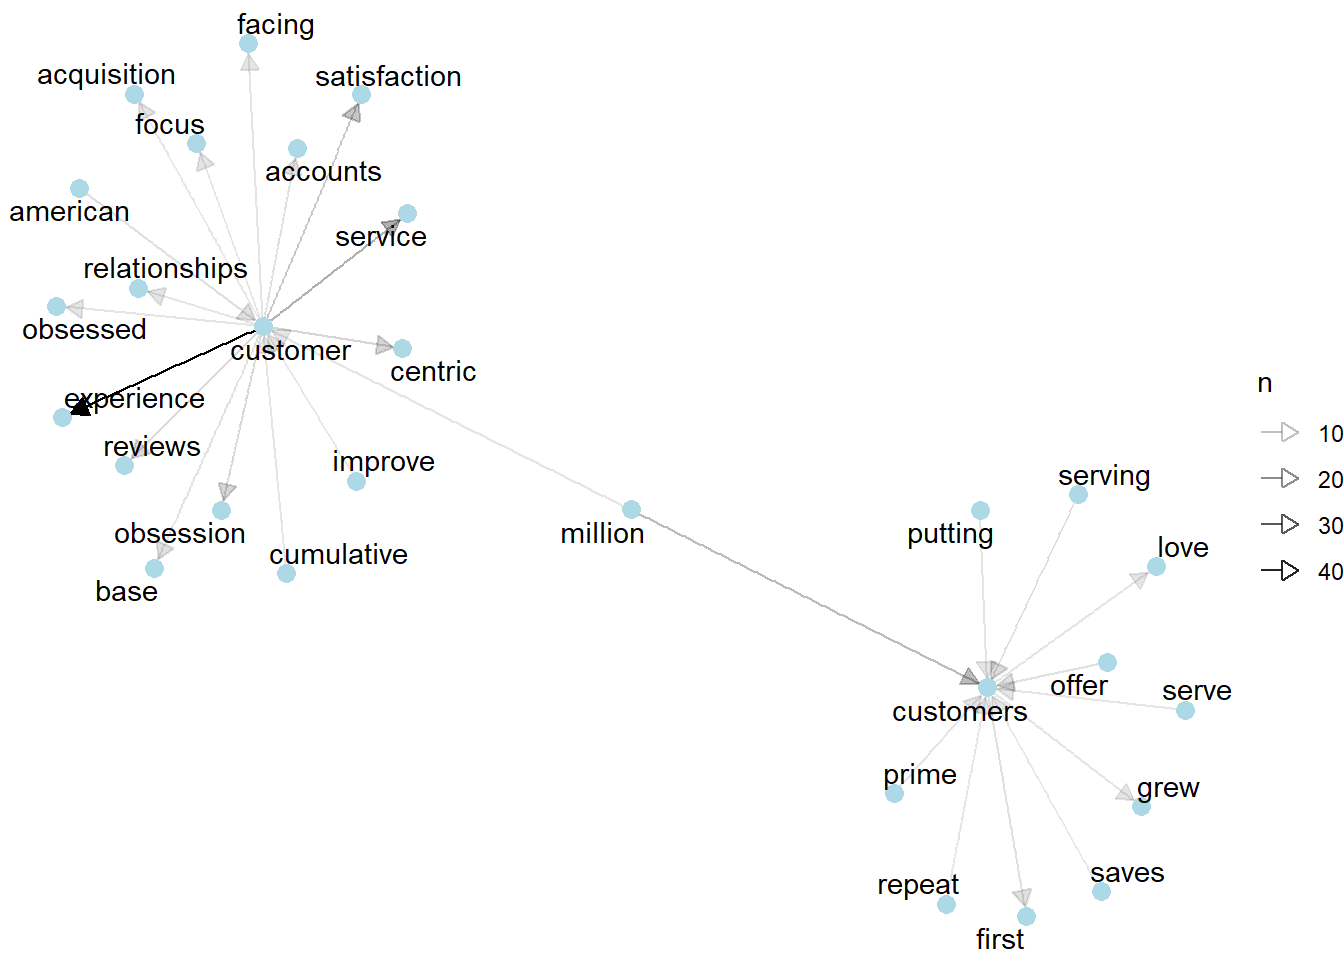 facing
acquisition
satisfaction
focus
accounts
american
service
relationships
obsessed
customer
centric
experience
reviews
improve
obsession
cumulative
base
million
n
10
20
30
40
serving
putting
love
offer
serve
customers
prime
grew
repeat
saves
first